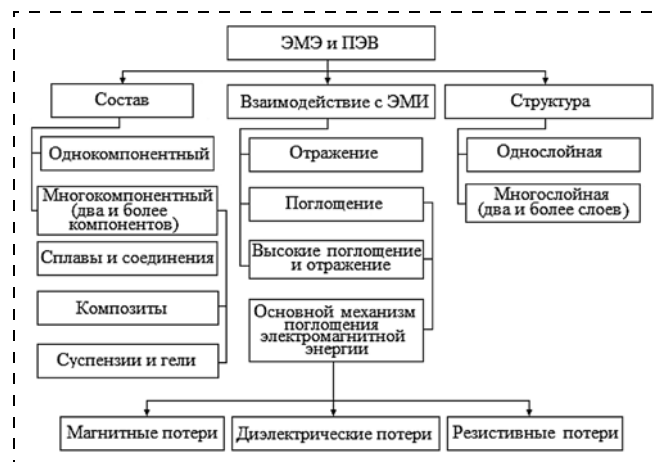 ЭМЭ и ПЭВ
Состав
Взаимодействие с ЭМИ
Структура
Однокомпонентный
Отражение
Однослойная
Многокомпонентный
(два и более
компонентов)
Поглощение
Многослойная
(два и более слоев)
Сплавы и соединения
Высокие поглощение
и отражение
Композиты
Основной механизм
поглощения
электромагнитной
энергии
Суспензии и гели
Магнитные потери
Диэлектрические потери
Резистивные потери